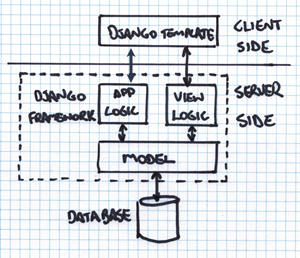 DJANGO TEMPLATE
CLIENT
SIDE
DJANGO
FRAMEWORK
APP
LOGIC
VIEW
LOGIC
SERVER
SIDE
MODEL
DATABASE